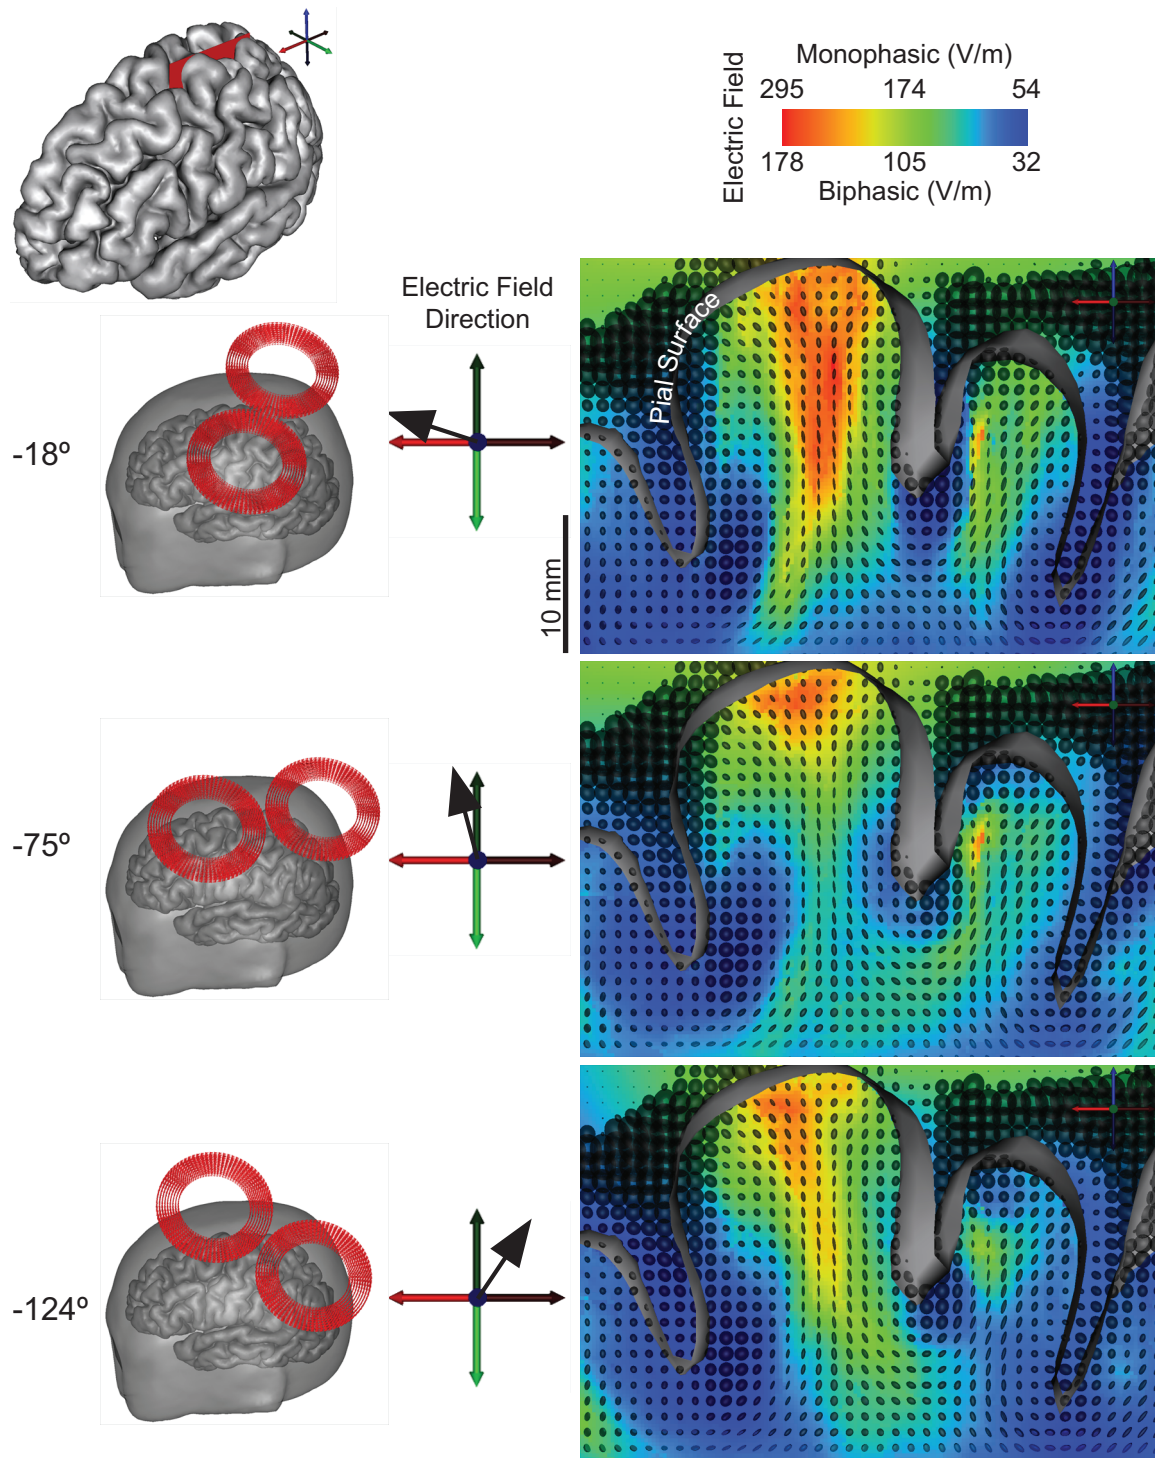 Electric Field
Monophasic (V/m)
295 174 54
178 105 32
Biphasic (V/m)
Electric Field
Direction
Pial Surface
-18º
10 mm
-75º
-124º